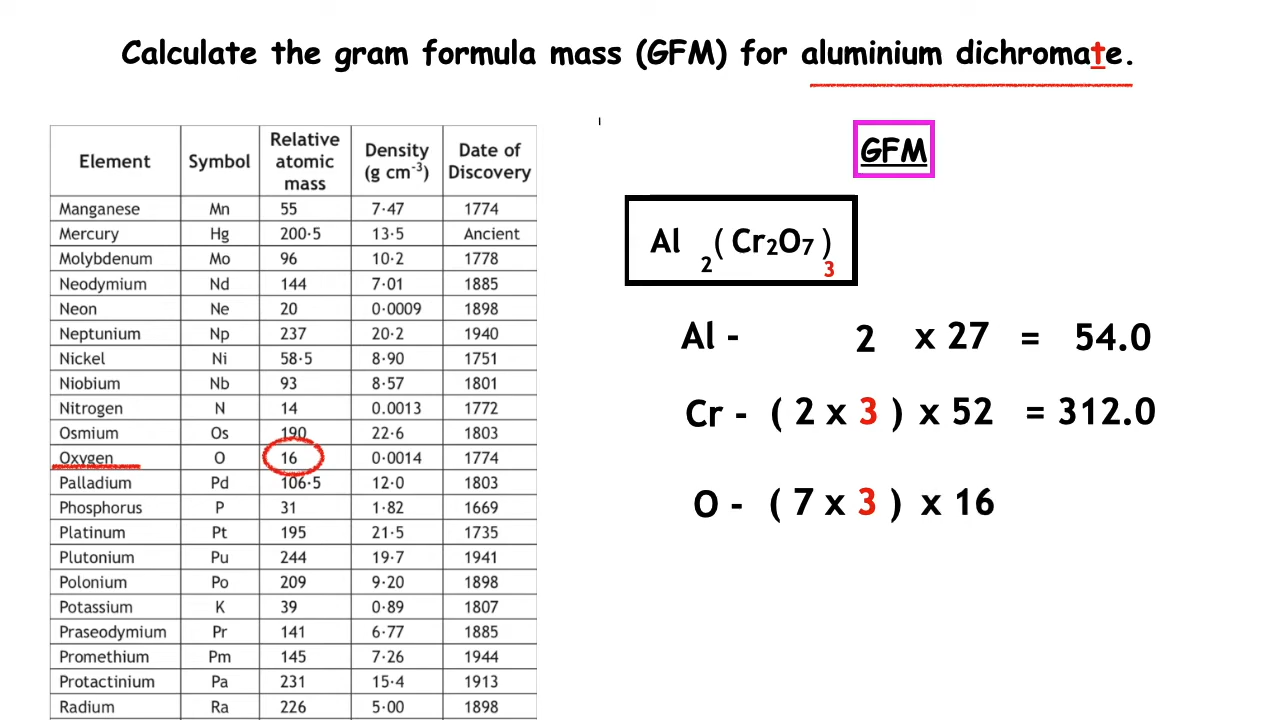 Calculate the gram formula mass (GFM) for aluminium dichromate.
Element Symbol Relative atomic mass Density (g cm⁻³) Date of Discovery
Manganese Mn 55 7·47 1774
Mercury Hg 200·5 13·5 Ancient
Molybdenum Mo 96 10·2 1778
Neodymium Nd 144 7·01 1885
Neon Ne 20 0·0009 1898
Neptunium Np 237 20·2 1940
Nickel Ni 58·5 8·90 1751
Niobium Nb 93 8·57 1801
Nitrogen N 14 0.0013 1772
Osmium Os 190 22·6 1803
Oxygen O 16 0·0014 1774
Palladium Pd 106·5 12·0 1803
Phosphorus P 31 1·82 1669
Platinum Pt 195 21·5 1735
Plutonium Pu 244 19·7 1941
Polonium Po 209 9·20 1898
Potassium K 39 0·89 1807
Praseodymium Pr 141 6·77 1885
Promethium Pm 145 7·26 1944
Protactinium Pa 231 15·4 1913
Radium Ra 226 5·00 1898
GFM
Al₂(Cr₂O₇)₃
Al - 2 x 27 = 54.0
Cr - ( 2 x 3 ) x 52 = 312.0
O - ( 7 x 3 ) x 16